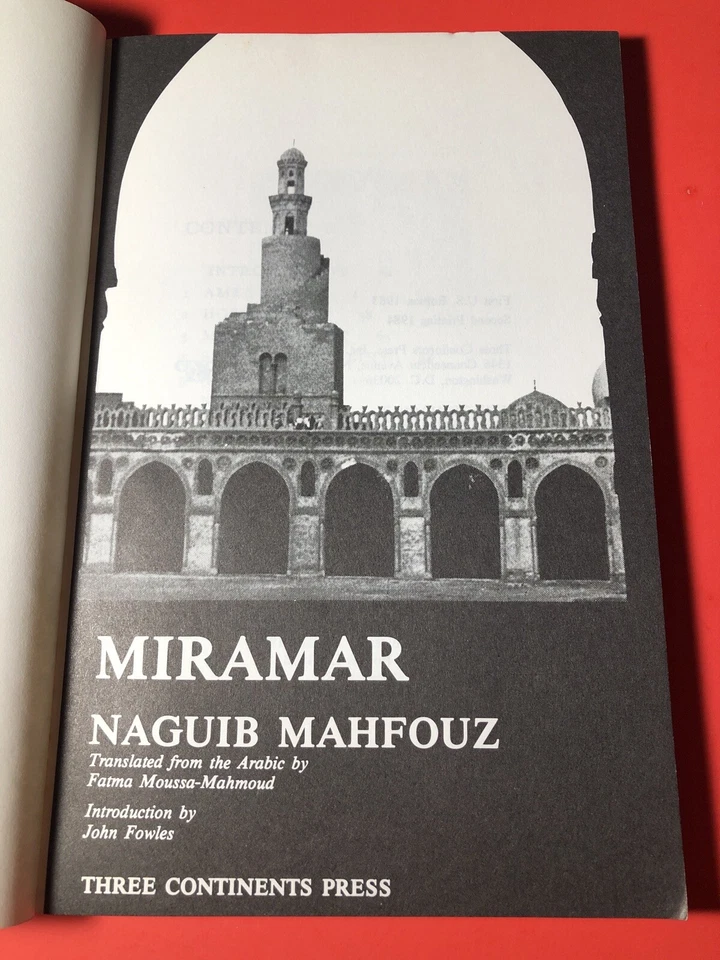 MIRAMAR
NAGUIB MAHFOUZ
Translated from the Arabic by
Fatma Moussa-Mahmoud
Introduction by
John Fowles
THREE CONTINENTS PRESS